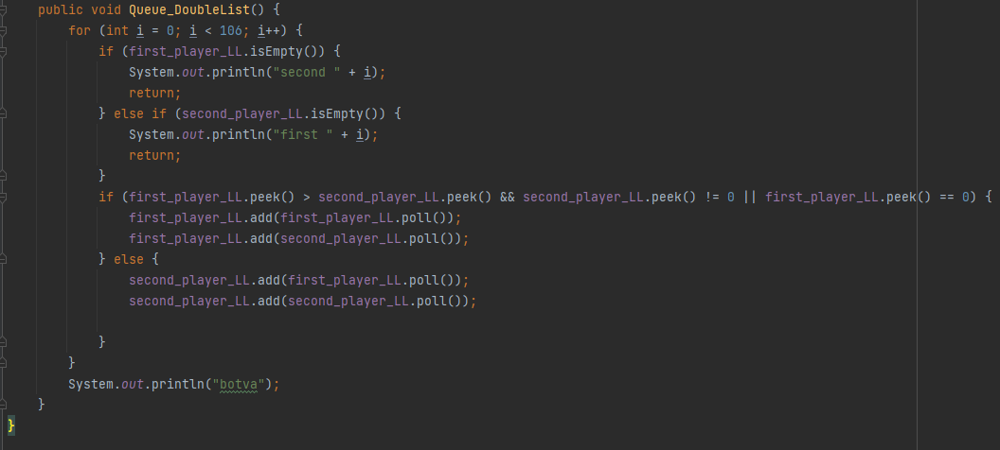 public void Queue_DoubleList() {
for (int i = 0; i < 106; i++) {
if (first_player_LL.isEmpty()) {
System.out.println("second " + i);
return;
} else if (second_player_LL.isEmpty()) {
System.out.println("first " + i);
return;
}
if (first_player_LL.peek() > second_player_LL.peek() && second_player_LL.peek() != 0 || first_player_LL.peek() == 0) {
first_player_LL.add(first_player_LL.poll());
first_player_LL.add(second_player_LL.poll());
} else {
second_player_LL.add(first_player_LL.poll());
second_player_LL.add(second_player_LL.poll());
}
}
System.out.println("botva");
}
}